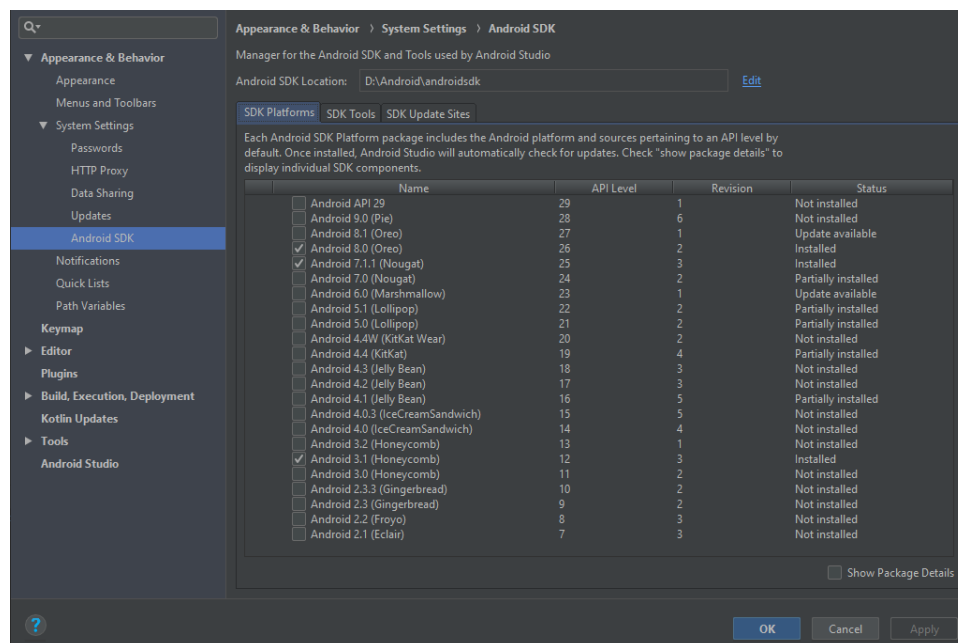 Appearance & Behavior
Appearance
Menus and Toolbars
System Settings
Passwords
HTTP Proxy
Data Sharing
Updates
Android SDK
Notifications
Quick Lists
Path Variables
Keymap
Editor
Plugins
Build, Execution, Deployment
Kotlin Updates
Tools
Android Studio
Appearance & Behavior > System Settings > Android SDK
Manager for the Android SDK and Tools used by Android Studio
Android SDK Location: D:\Android\androidsdk Edit
SDK Platforms SDK Tools SDK Update Sites
Each Android SDK Platform package includes the Android platform and sources pertaining to an API level by
default. Once installed, Android Studio will automatically check for updates. Check "show package details" to
display individual SDK components.
Name API Level Revision Status
Android API 29 29 1 Not installed
Android 9.0 (Pie) 28 6 Not installed
Android 8.1 (Oreo) 27 1 Update available
Android 8.0 (Oreo) 26 2 Installed
Android 7.1.1 (Nougat) 25 3 Installed
Android 7.0 (Nougat) 24 2 Partially installed
Android 6.0 (Marshmallow) 23 1 Update available
Android 5.1 (Lollipop) 22 2 Partially installed
Android 5.0 (Lollipop) 21 2 Partially installed
Android 4.4W (KitKat Wear) 20 2 Not installed
Android 4.4 (KitKat) 19 4 Partially installed
Android 4.3 (Jelly Bean) 18 3 Not installed
Android 4.2 (Jelly Bean) 17 3 Not installed
Android 4.1 (Jelly Bean) 16 5 Partially installed
Android 4.0.3 (IceCreamSandwich) 15 5 Not installed
Android 4.0 (IceCreamSandwich) 14 4 Not installed
Android 3.2 (Honeycomb) 13 1 Not installed
Android 3.1 (Honeycomb) 12 3 Installed
Android 3.0 (Honeycomb) 11 2 Not installed
Android 2.3.3 (Gingerbread) 10 2 Not installed
Android 2.3 (Gingerbread) 9 2 Not installed
Android 2.2 (Froyo) 8 3 Not installed
Android 2.1 (Eclair) 7 3 Not installed
Show Package Details
?
OK Cancel Apply